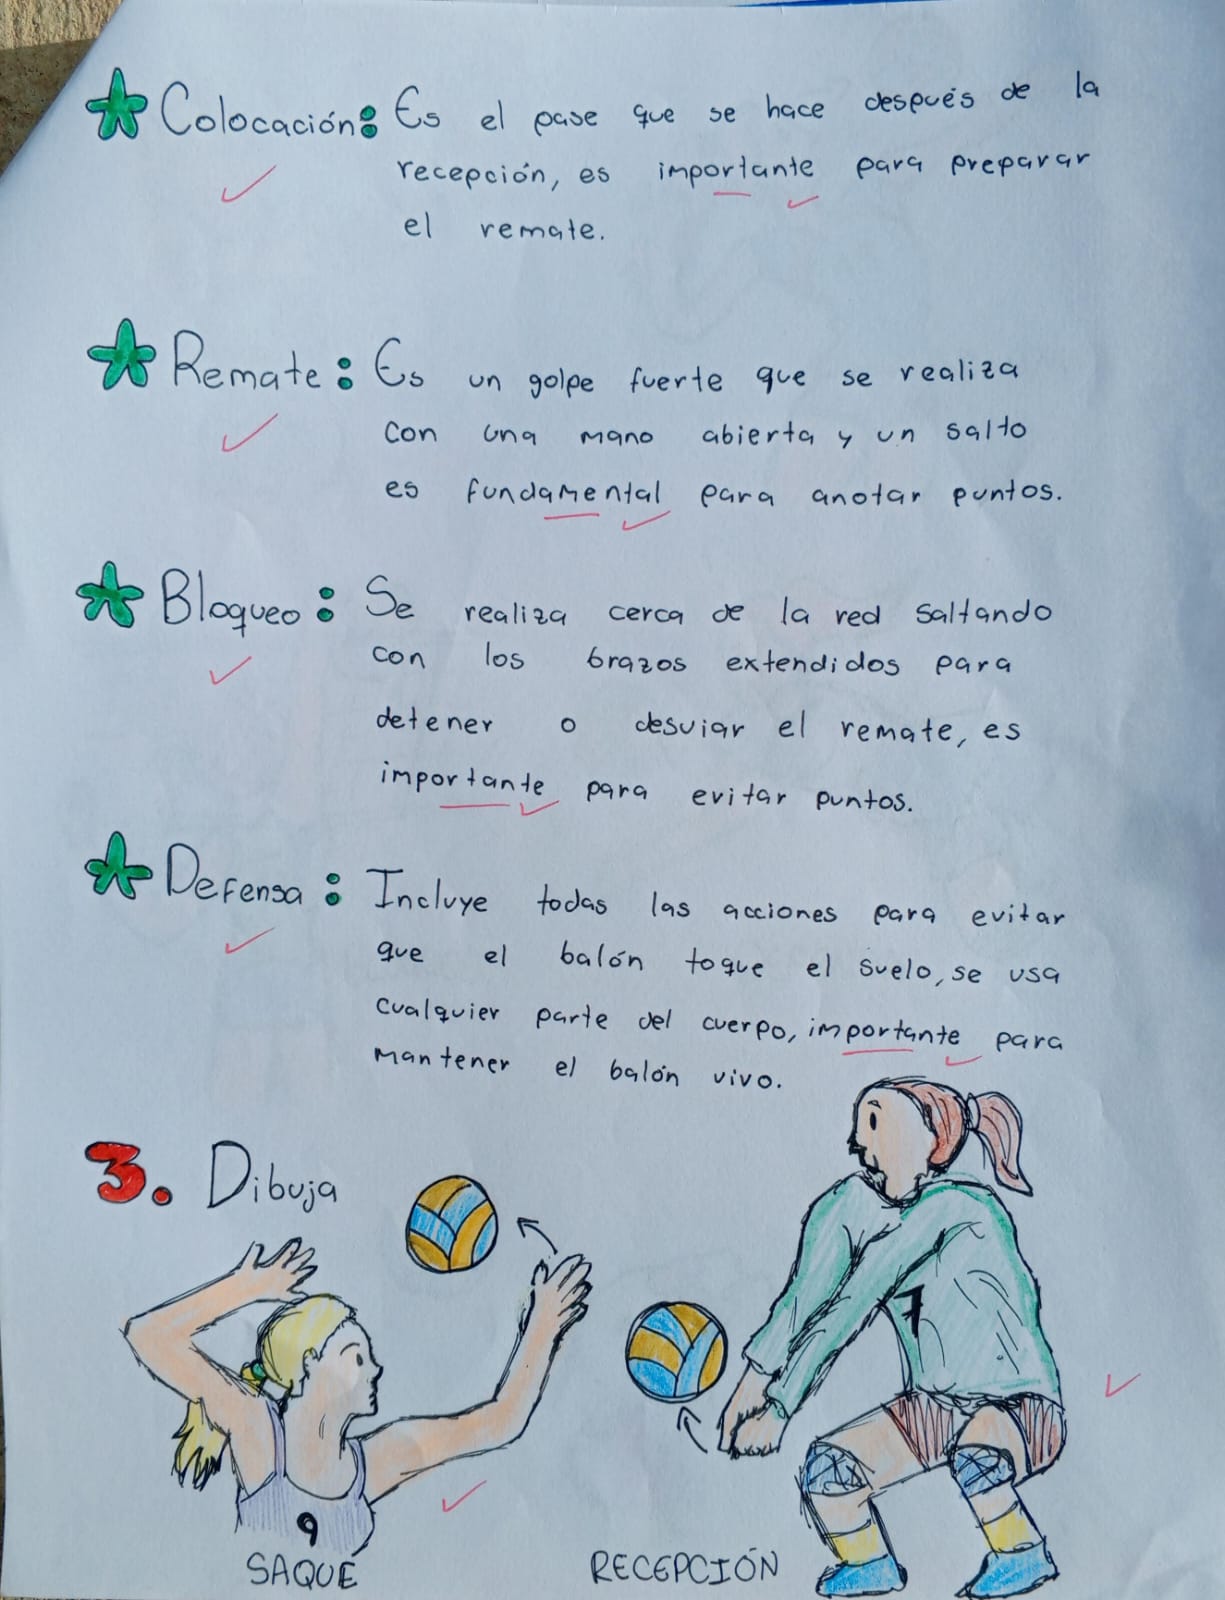 Colocación: Es el pase que se hace después de la
recepción, es importante para preparar
el remate.
Remate: Es un golpe fuerte que se realiza
con una mano abierta y un salto
es fundamental para anotar puntos.
Bloqueo: Se realiza cerca de la red saltando
con los brazos extendidos para
detener o desviar el remate, es
importante para evitar puntos.
Defensa: Incluye todas las acciones para evitar
que el balón toque el suelo, se usa
cualquier parte del cuerpo, importante para
mantener el balón vivo.
3. Dibuja
7
9
SAQUE
RECEPCIÓN